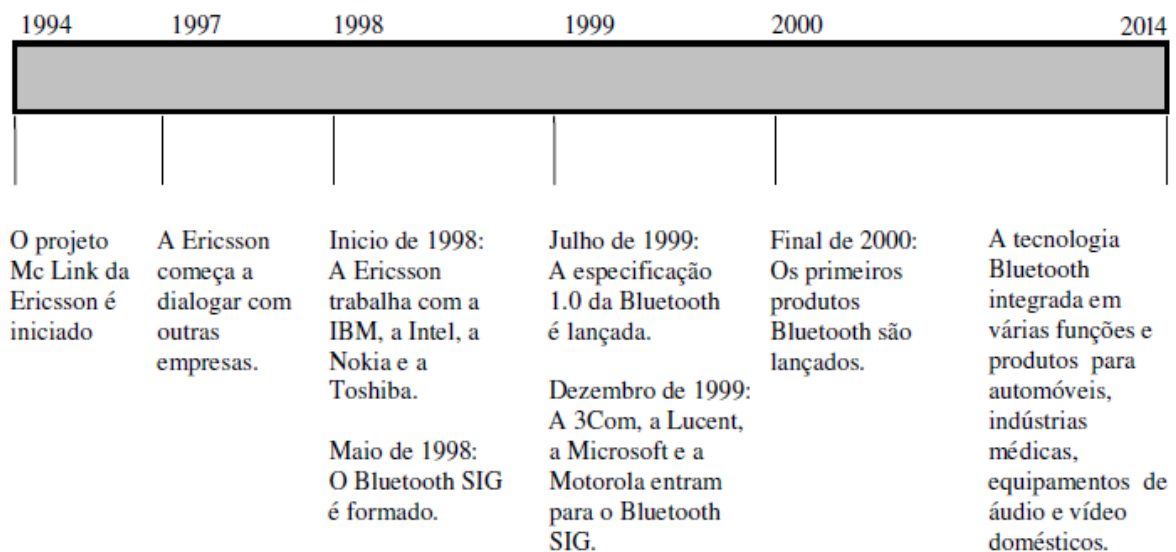 1994
1997
1998
1999
2000
2014
O projeto
Mc Link da
Ericsson é
iniciado
A Ericsson
começa a
dialogar com
outras
empresas.
Inicio de 1998:
A Ericsson
trabalha com a
IBM, a Intel, a
Nokia e a
Toshiba.
Maio de 1998:
O Bluetooth SIG
é formado.
Julho de 1999:
A especificação
1.0 da Bluetooth
é lançada.
Dezembro de 1999:
A 3Com, a Lucent,
a Microsoft e a
Motorola entram
para o Bluetooth
SIG.
Final de 2000:
Os primeiros
produtos
Bluetooth são
lançados.
A tecnologia
Bluetooth
integrada em
várias funções e
produtos para
automóveis,
indústrias
médicas,
equipamentos de
áudio e vídeo
domésticos.